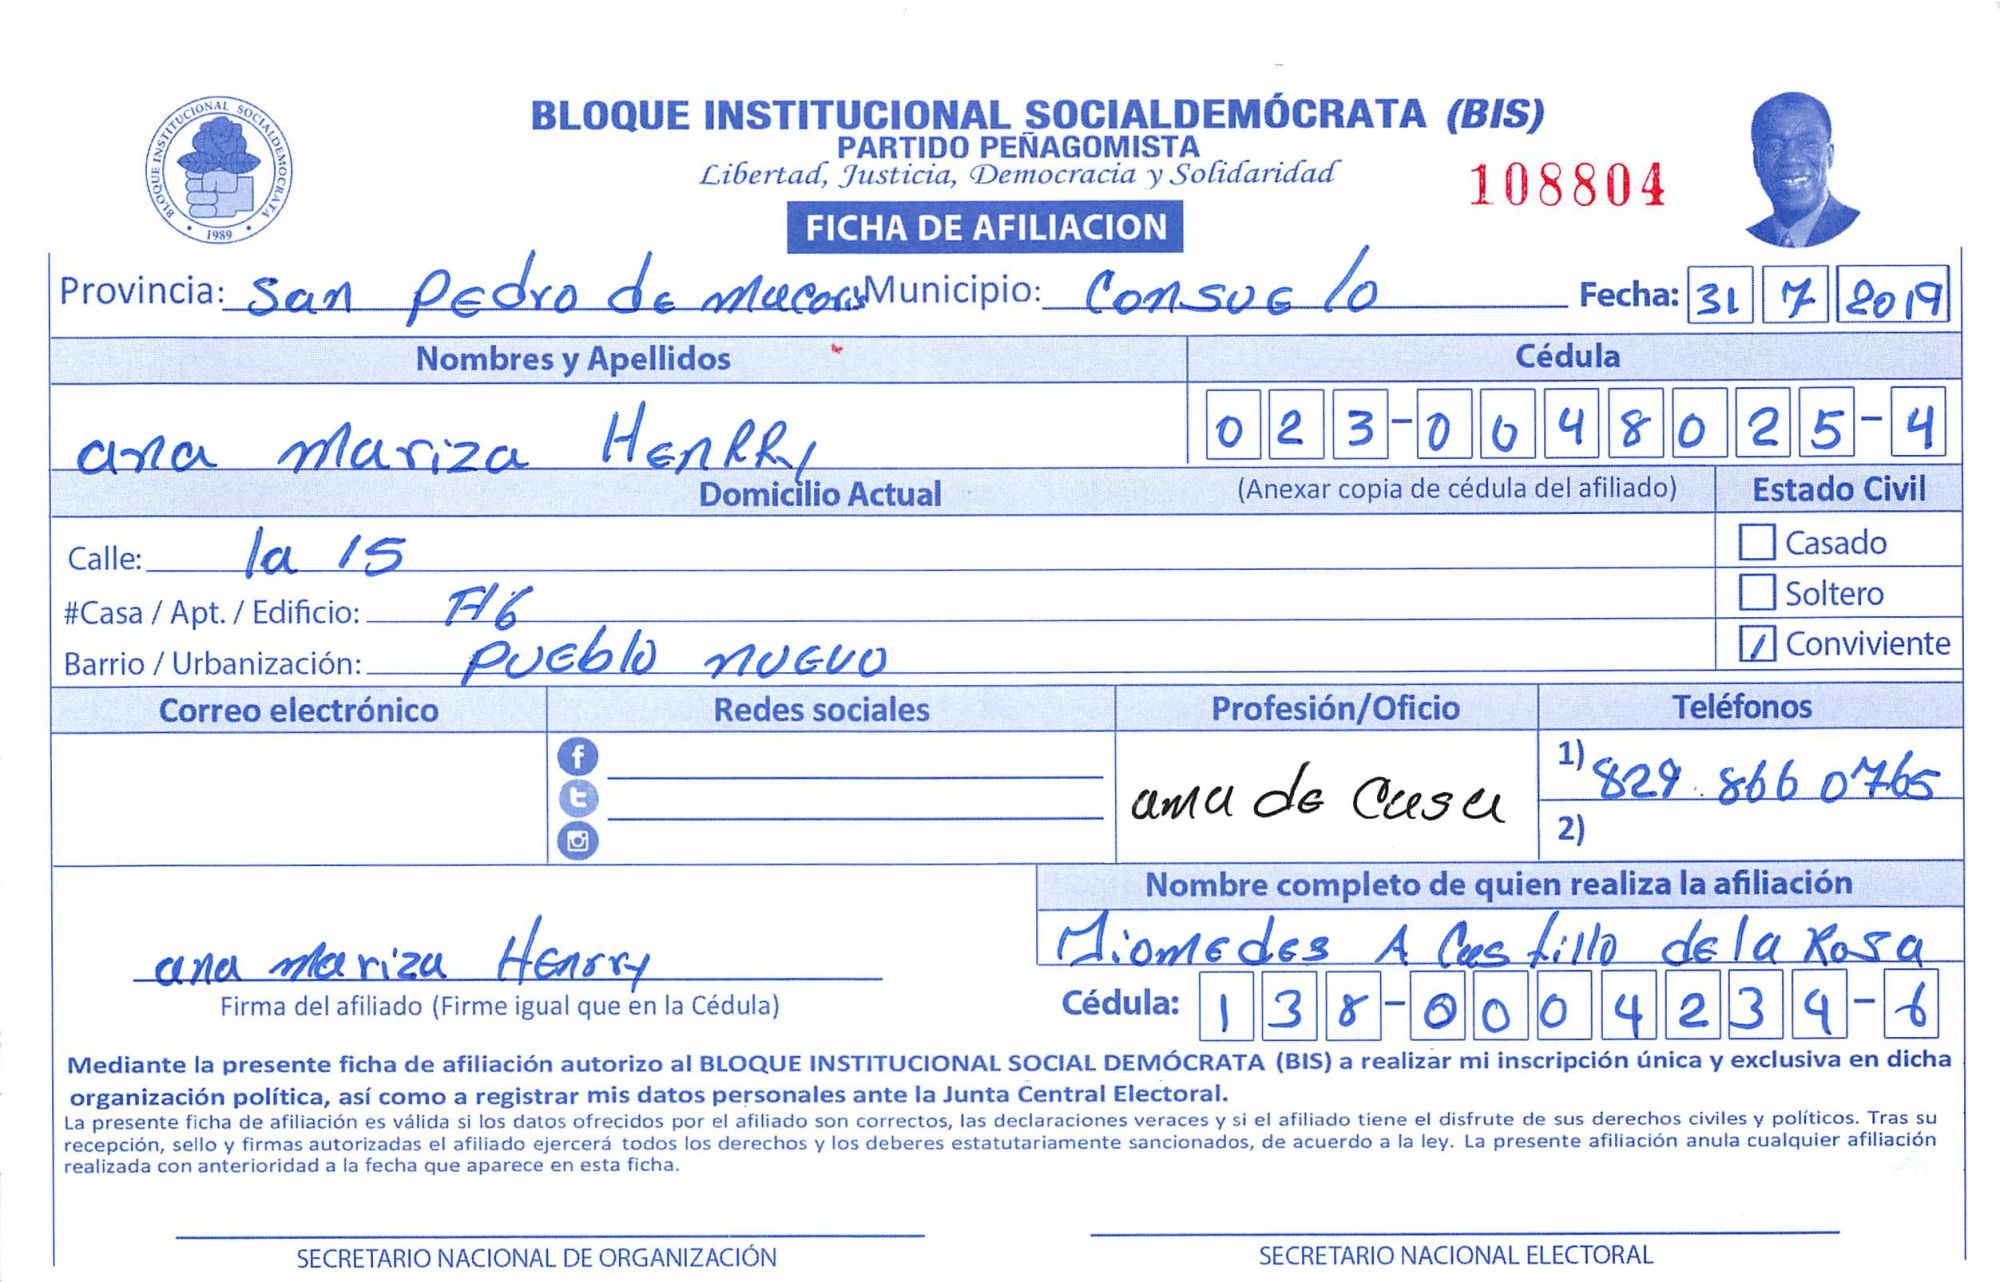 BLOQUE INSTITUCIONAL SOCIALDEMÓCRATA (BIS)
PARTIDO PEÑAGOMISTA
Libertad, Justicia, Democracia y Solidaridad
108804
BLOQUE INSTITUCIONAL SOCIALDEMOCRATA
1989
FICHA DE AFILIACION
Provincia: San Pedro de Macoris Municipio: Consuelo Fecha: 31 7 2019
Nombres y Apellidos Cédula
ana mariza HenRRy 023-0048025-4
Domicilio Actual (Anexar copia de cédula del afiliado) Estado Civil
Calle: la 15 Casado
#Casa / Apt. / Edificio: #6 Soltero
Barrio / Urbanización: Pueblo nuevo Conviviente
Correo electrónico Redes sociales Profesión/Oficio Teléfonos
ama de Casa 1) 829 866 0765
2)
Nombre completo de quien realiza la afiliación
ana mariza Henrry Miomedes A Castillo de la Rosa
Firma del afiliado (Firme igual que en la Cédula) Cédula: 138-0004239-6
Mediante la presente ficha de afiliación autorizo al BLOQUE INSTITUCIONAL SOCIAL DEMÓCRATA (BIS) a realizar mi inscripción única y exclusiva en dicha
organización política, así como a registrar mis datos personales ante la Junta Central Electoral.
La presente ficha de afiliación es válida si los datos ofrecidos por el afiliado son correctos, las declaraciones veraces y si el afiliado tiene el disfrute de sus derechos civiles y políticos. Tras su
recepción, sello y firmas autorizadas el afiliado ejercerá todos los derechos y los deberes estatutariamente sancionados, de acuerdo a la ley. La presente afiliación anula cualquier afiliación
realizada con anterioridad a la fecha que aparece en esta ficha.
SECRETARIO NACIONAL DE ORGANIZACIÓN SECRETARIO NACIONAL ELECTORAL